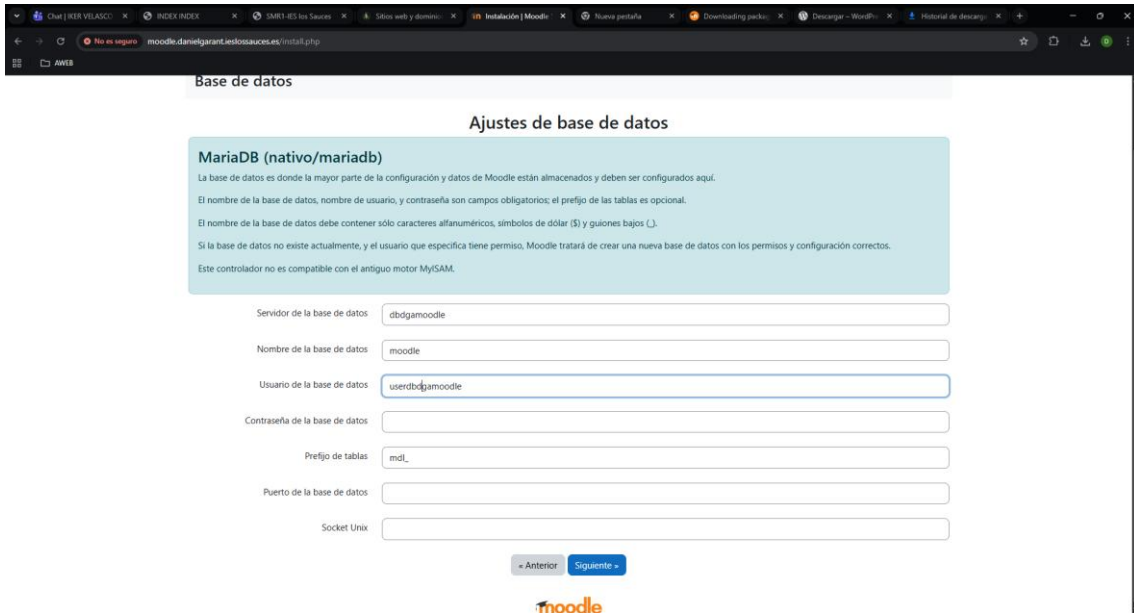 Chat | IKER VELASCO
INDEX INDEX
SMR1-IES los Sauces
Sitios web y dominio
Instalación | Moodle
Nueva pestaña
Downloading packag
Descargar – WordPre
Historial de descarga
No es seguro moodle.danielgarant.ieslossauces.es/install.php
AWEB
Base de datos
Ajustes de base de datos
MariaDB (nativo/mariadb)
La base de datos es donde la mayor parte de la configuración y datos de Moodle están almacenados y deben ser configurados aquí.
El nombre de la base de datos, nombre de usuario, y contraseña son campos obligatorios; el prefijo de las tablas es opcional.
El nombre de la base de datos debe contener sólo caracteres alfanuméricos, símbolos de dólar ($) y guiones bajos (_).
Si la base de datos no existe actualmente, y el usuario que especifica tiene permiso, Moodle tratará de crear una nueva base de datos con los permisos y configuración correctos.
Este controlador no es compatible con el antiguo motor MyISAM.
Servidor de la base de datos dbdgamoodle
Nombre de la base de datos moodle
Usuario de la base de datos userdbdgamoodle
Contraseña de la base de datos
Prefijo de tablas mdl_
Puerto de la base de datos
Socket Unix
« Anterior Siguiente »
moodle